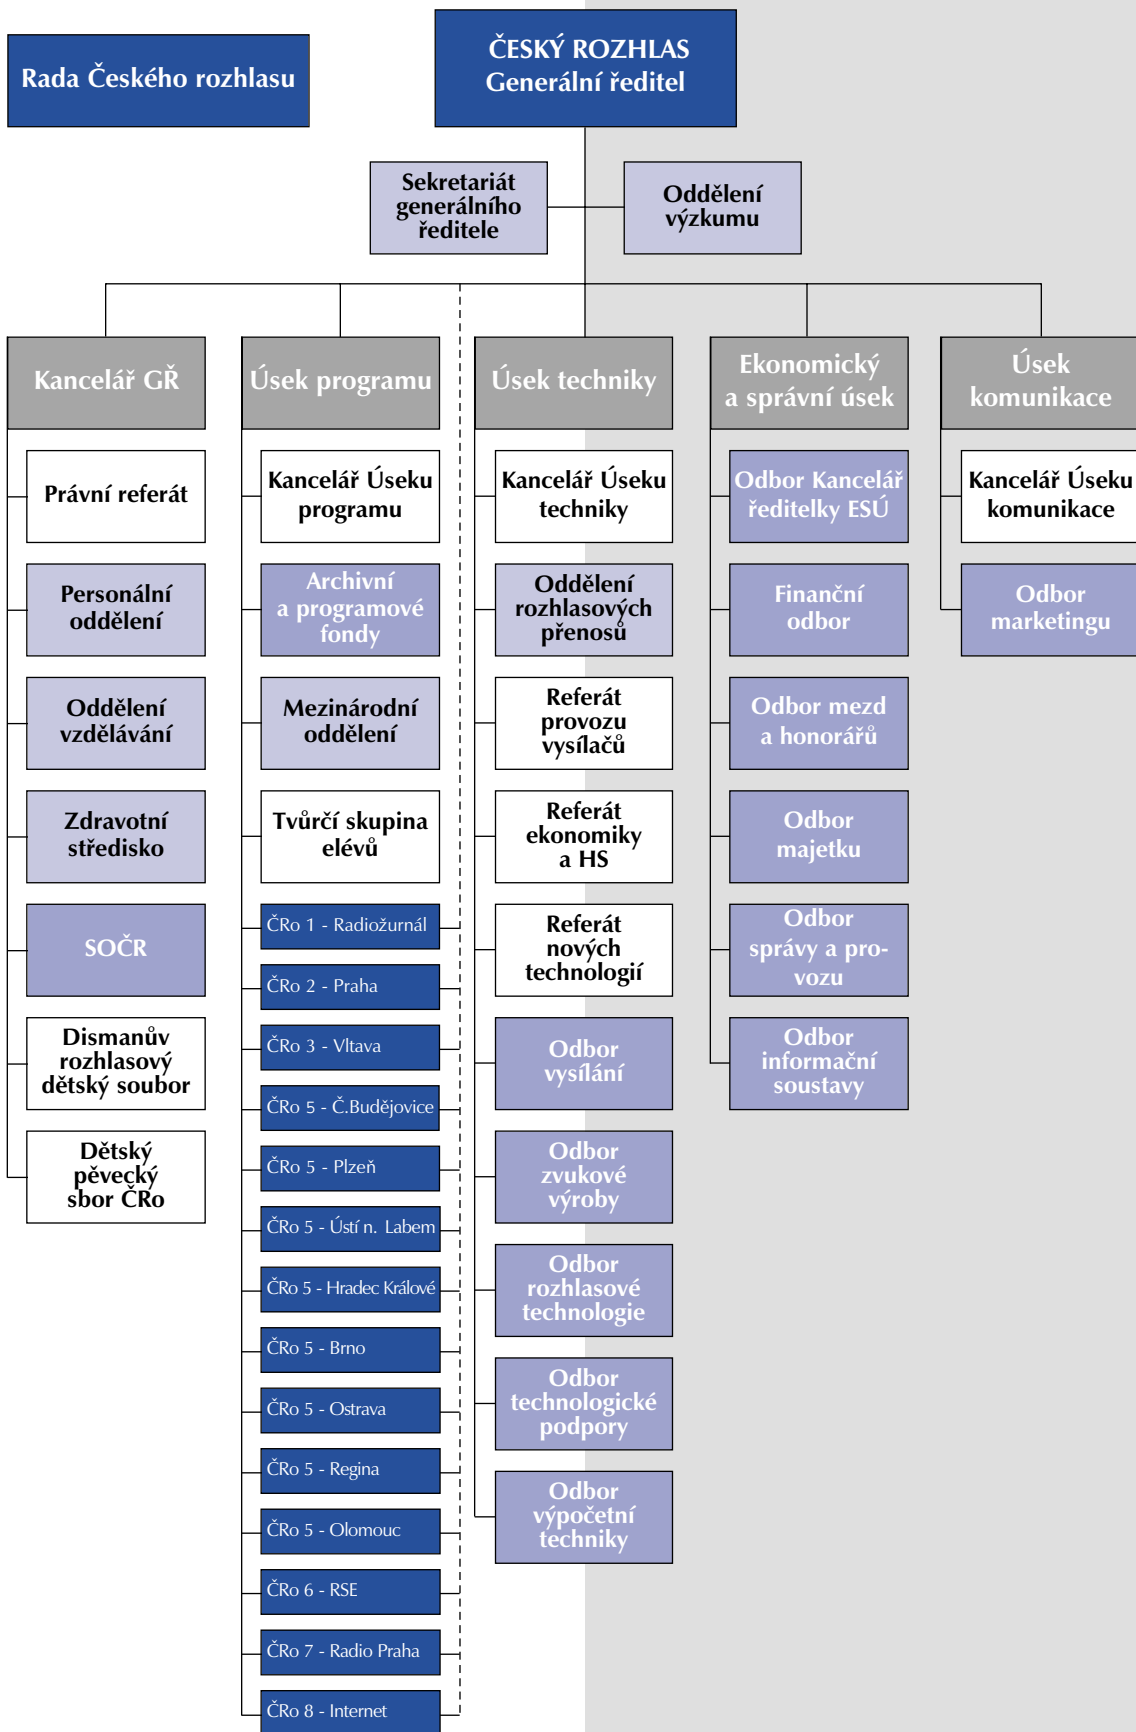 Rada Českého rozhlasu
ČESKÝ ROZHLAS
Generální ředitel
Sekretariát
generálního
ředitele
Oddělení
výzkumu
Kancelář GŘ
Právní referát
Personální
oddělení
Oddělení
vzdělávání
Zdravotní
středisko
SOČR
Dismanův
rozhlasový
dětský soubor
Dětský
pěvecký
sbor ČRo
Úsek programu
Kancelář Úseku
programu
Archivní
a programové
fondy
Mezinárodní
oddělení
Tvůrčí skupina
elévů
ČRo 1 - Radiožurnál
ČRo 2 - Praha
ČRo 3 - Vltava
ČRo 5 - Č.Budějovice
ČRo 5 - Plzeň
ČRo 5 - Ústí n. Labem
ČRo 5 - Hradec Králové
ČRo 5 - Brno
ČRo 5 - Ostrava
ČRo 5 - Regina
ČRo 5 - Olomouc
ČRo 6 - RSE
ČRo 7 - Radio Praha
ČRo 8 - Internet
Úsek techniky
Kancelář Úseku
techniky
Oddělení
rozhlasových
přenosů
Referát
provozu
vysílačů
Referát
ekonomiky
a HS
Referát
nových
technologií
Odbor
vysílání
Odbor
zvukové
výroby
Odbor
rozhlasové
technologie
Odbor
technologické
podpory
Odbor
výpočetní
techniky
Ekonomický
a správní úsek
Odbor Kancelář
ředitelky ESÚ
Finanční
odbor
Odbor mezd
a honorářů
Odbor
majetku
Odbor
správy a pro-
vozu
Odbor
informační
soustavy
Úsek
komunikace
Kancelář Úseku
komunikace
Odbor
marketingu